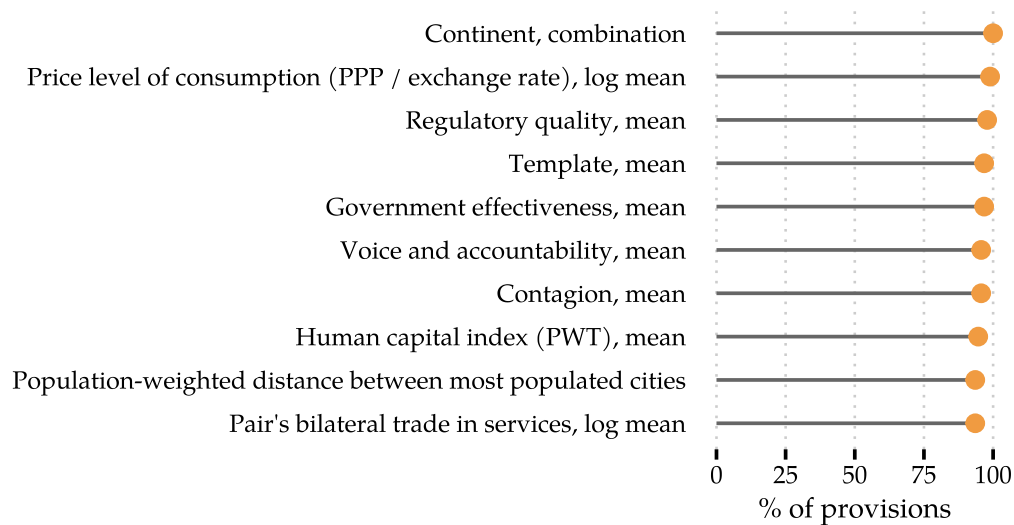 Continent, combination
Price level of consumption (PPP / exchange rate), log mean
Regulatory quality, mean
Template, mean
Government effectiveness, mean
Voice and accountability, mean
Contagion, mean
Human capital index (PWT), mean
Population-weighted distance between most populated cities
Pair's bilateral trade in services, log mean
0 25 50 75 100
% of provisions